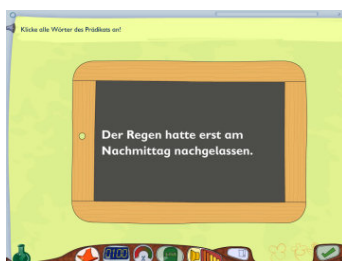 Klicke alle Wörter des Prädikats an!
Der Regen hatte erst am
Nachmittag nachgelassen.